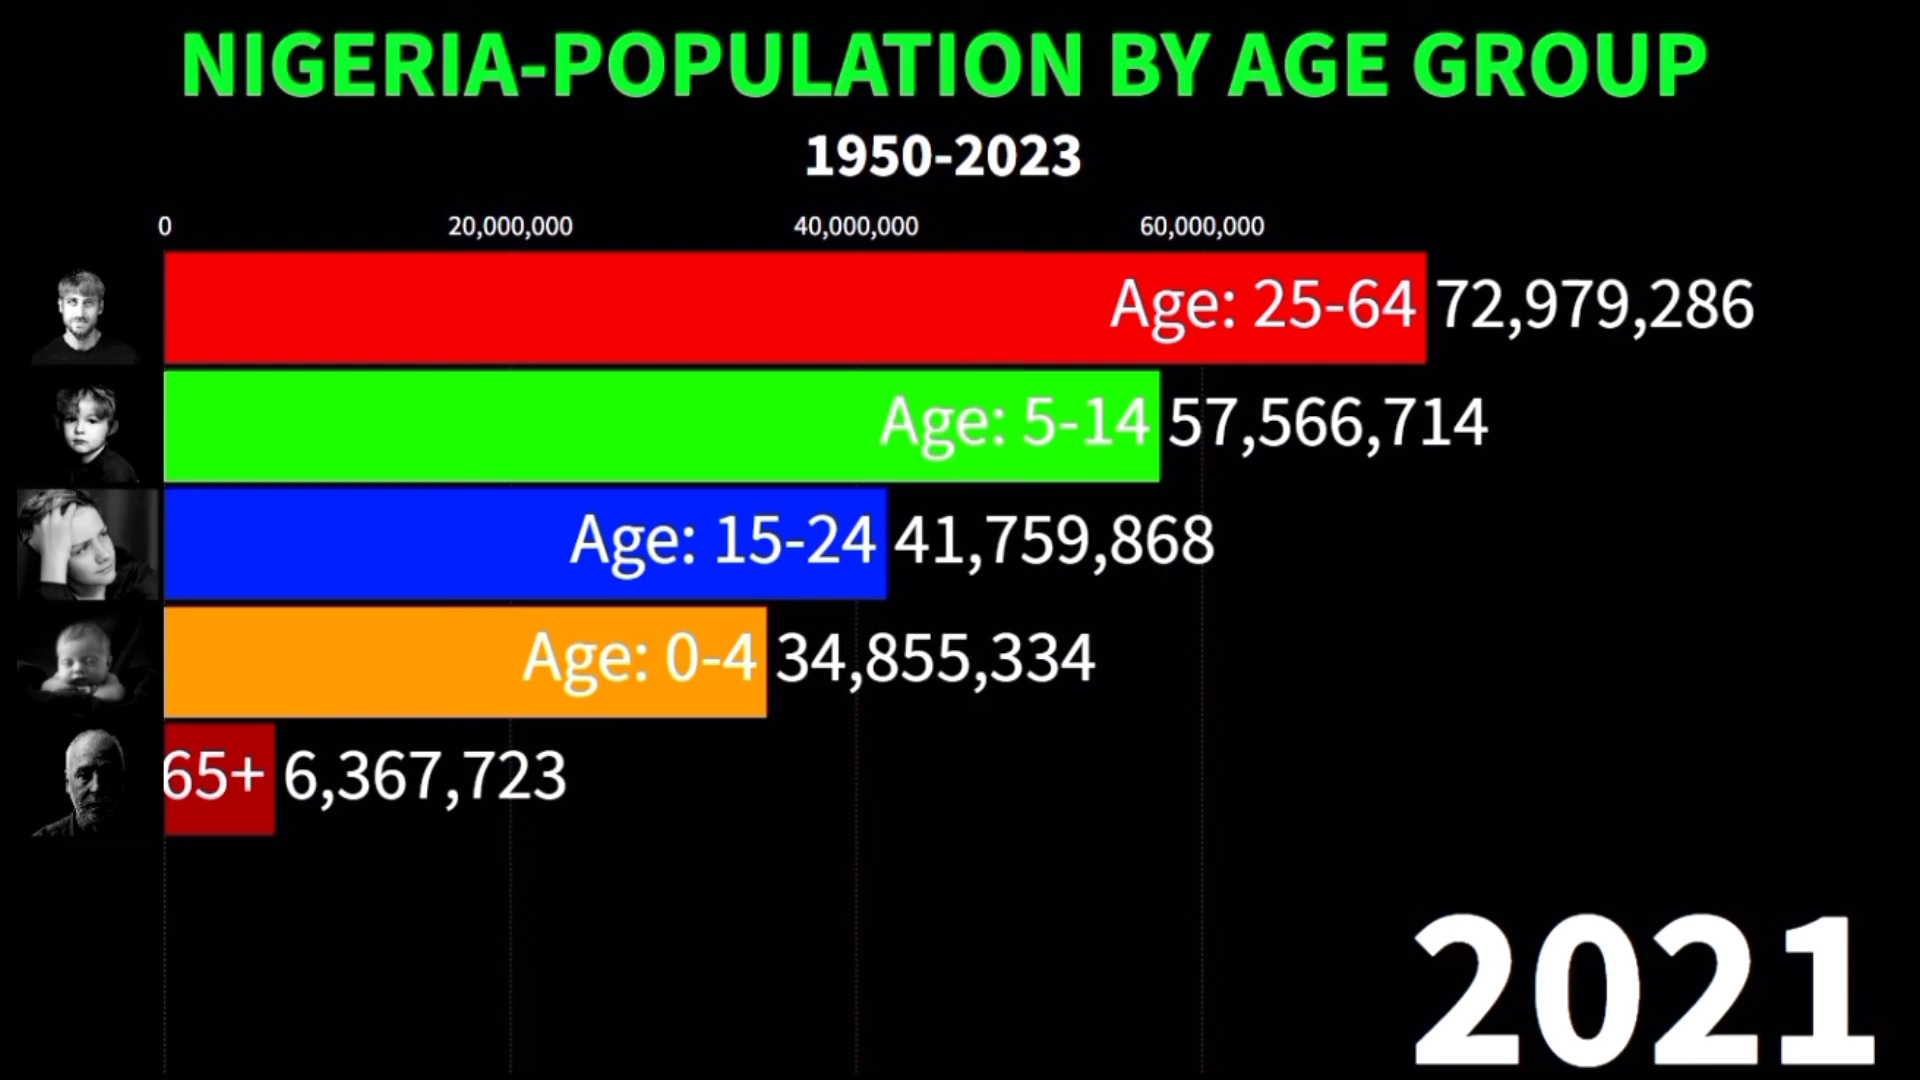 NIGERIA-POPULATION BY AGE GROUP
1950-2023
0 20,000,000 40,000,000 60,000,000
Age: 25-64 72,979,286
Age: 5-14 57,566,714
Age: 15-24 41,759,868
Age: 0-4 34,855,334
65+ 6,367,723
2021